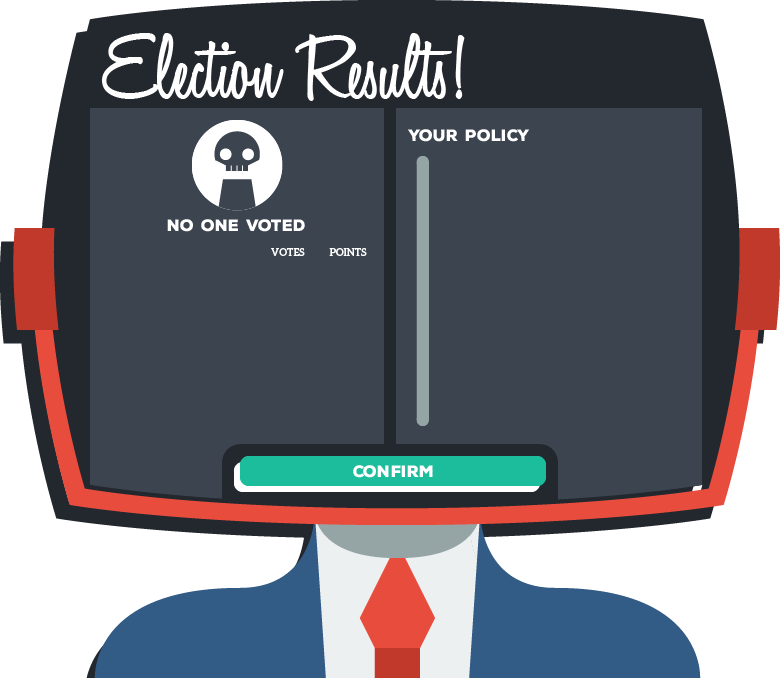 Election Results!
YOUR POLICY
NO ONE VOTED
VOTES POINTS
CONFIRM